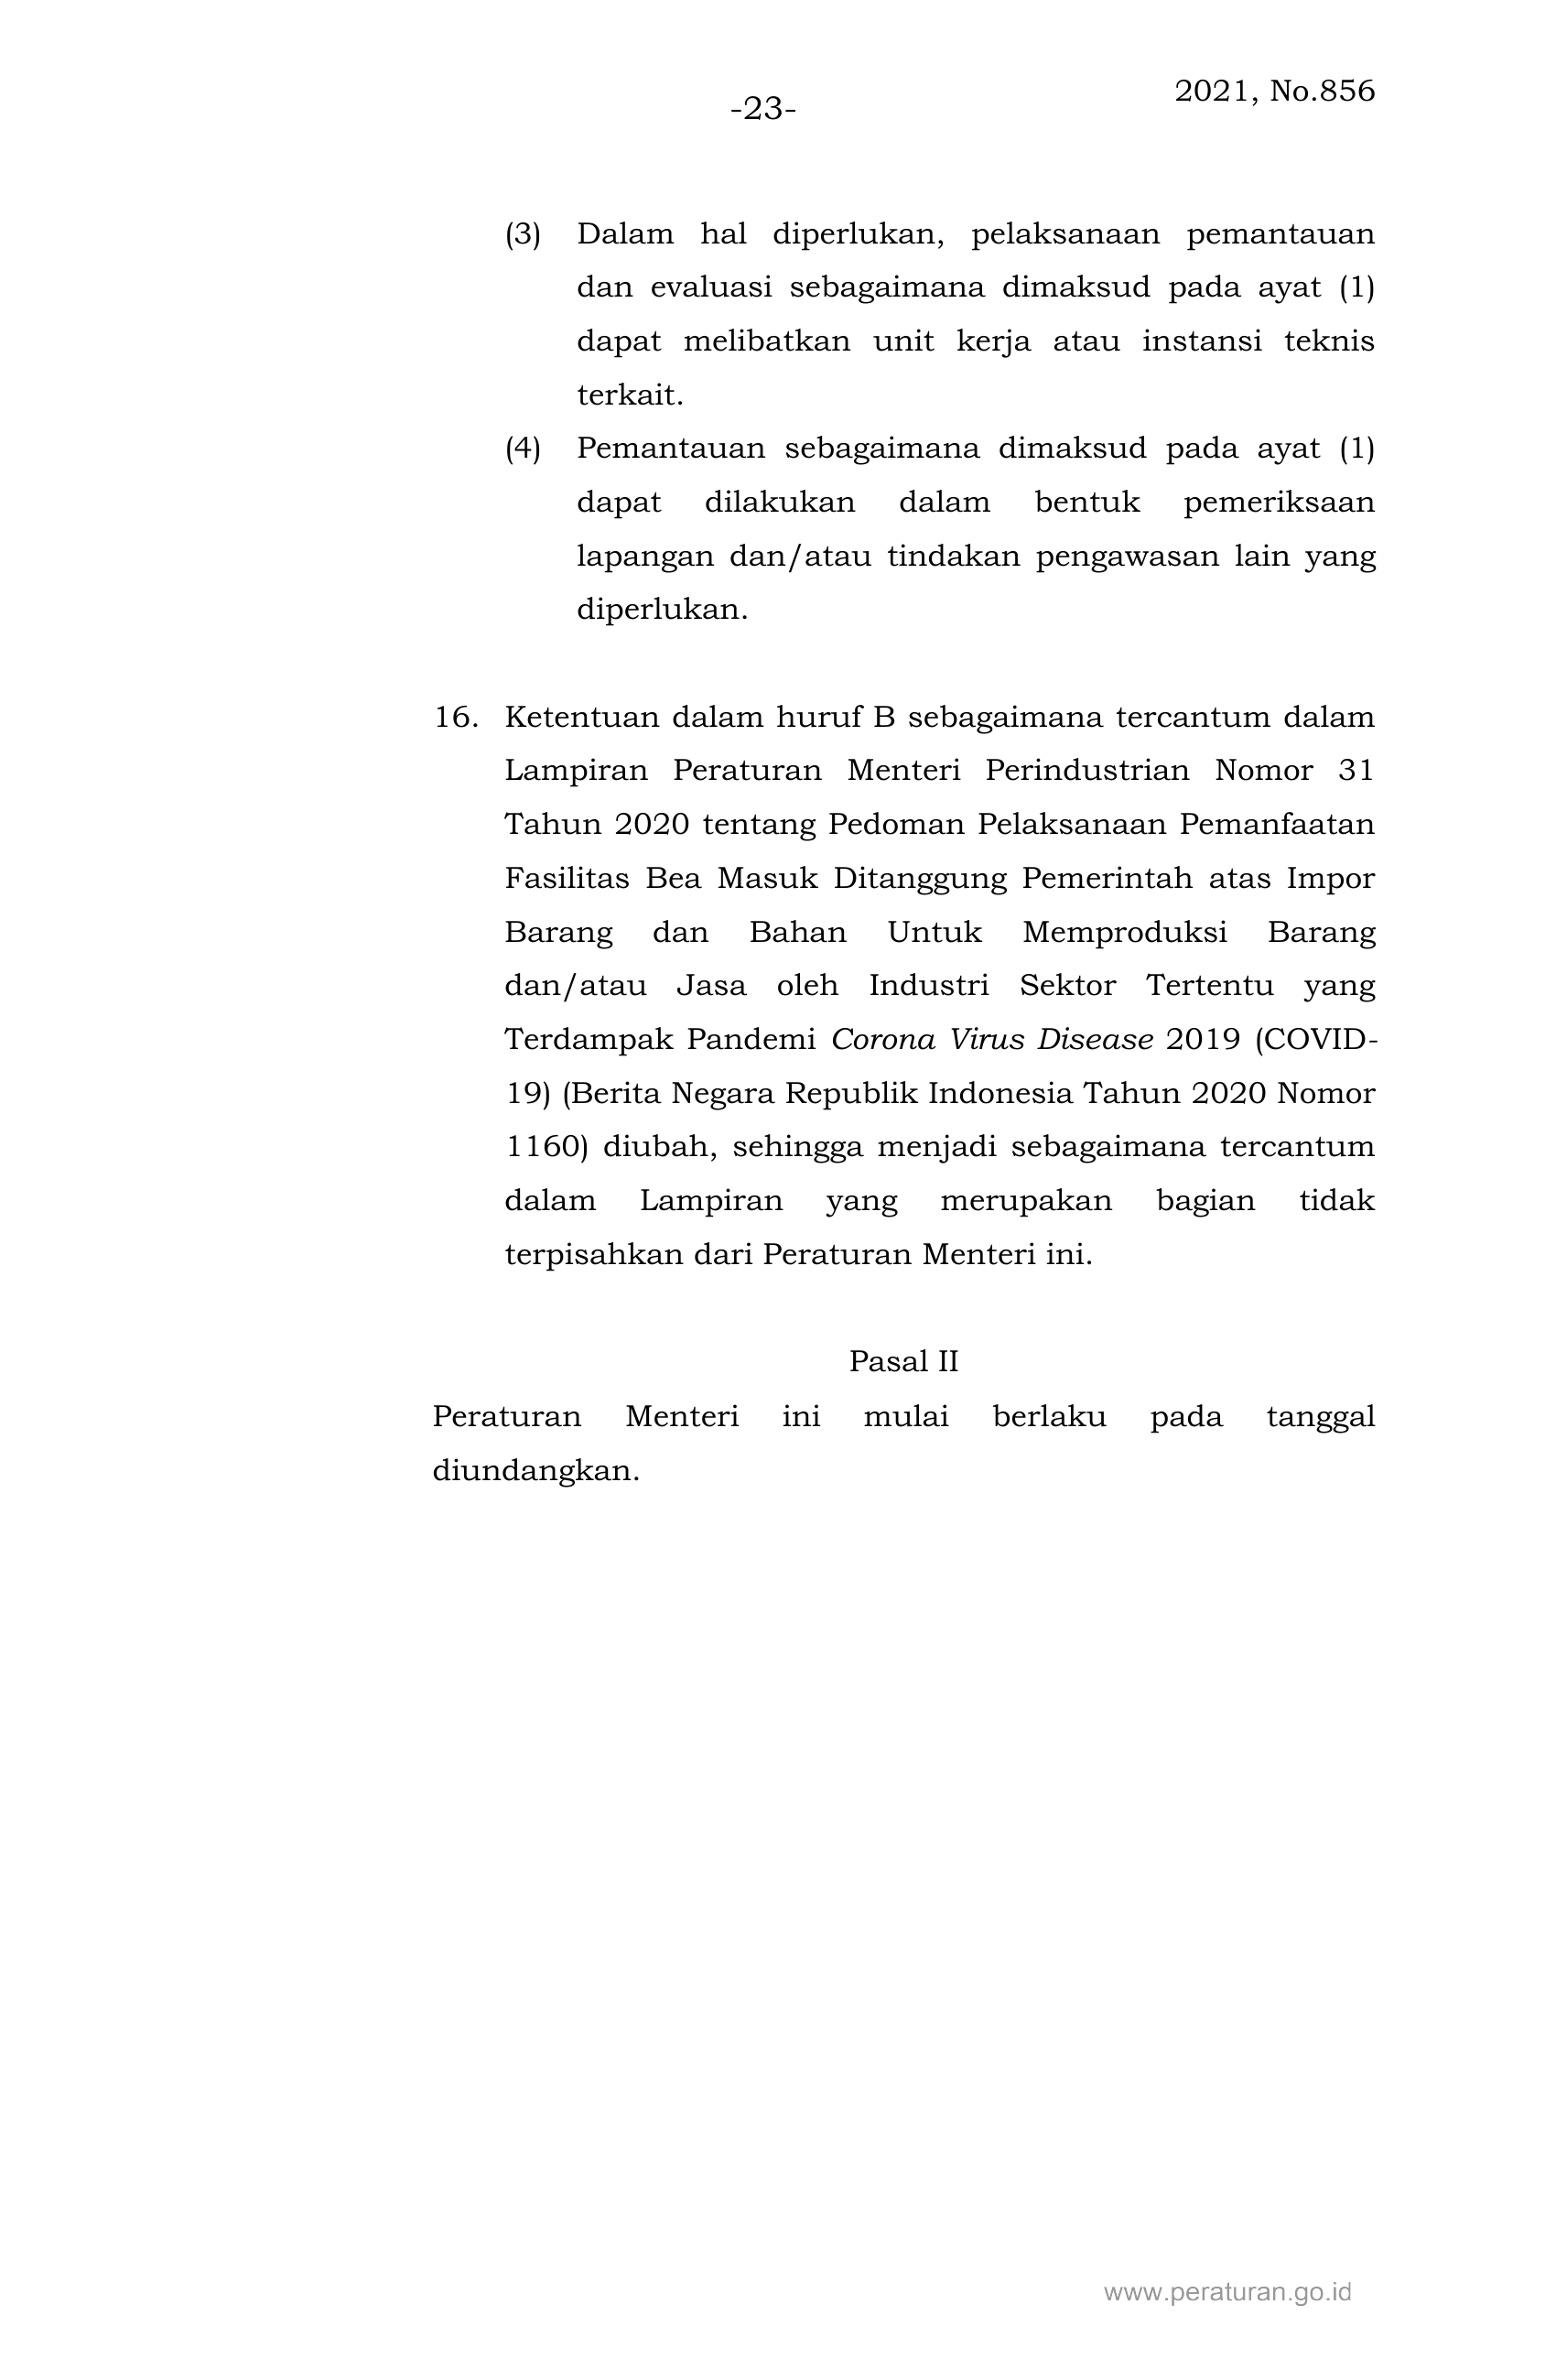 2021, No.856
-23-
(3) Dalam hal diperlukan, pelaksanaan pemantauan
dan evaluasi sebagaimana dimaksud pada ayat (1)
dapat melibatkan unit kerja atau instansi teknis
terkait.
(4) Pemantauan sebagaimana dimaksud pada ayat (1)
dapat dilakukan dalam bentuk pemeriksaan
lapangan dan/atau tindakan pengawasan lain yang
diperlukan.
16. Ketentuan dalam huruf B sebagaimana tercantum dalam
Lampiran Peraturan Menteri Perindustrian Nomor 31
Tahun 2020 tentang Pedoman Pelaksanaan Pemanfaatan
Fasilitas Bea Masuk Ditanggung Pemerintah atas Impor
Barang dan Bahan Untuk Memproduksi Barang
dan/atau Jasa oleh Industri Sektor Tertentu yang
Terdampak Pandemi Corona Virus Disease 2019 (COVID-
19) (Berita Negara Republik Indonesia Tahun 2020 Nomor
1160) diubah, sehingga menjadi sebagaimana tercantum
dalam Lampiran yang merupakan bagian tidak
terpisahkan dari Peraturan Menteri ini.
Pasal II
Peraturan Menteri ini mulai berlaku pada tanggal
diundangkan.
www.peraturan.go.id